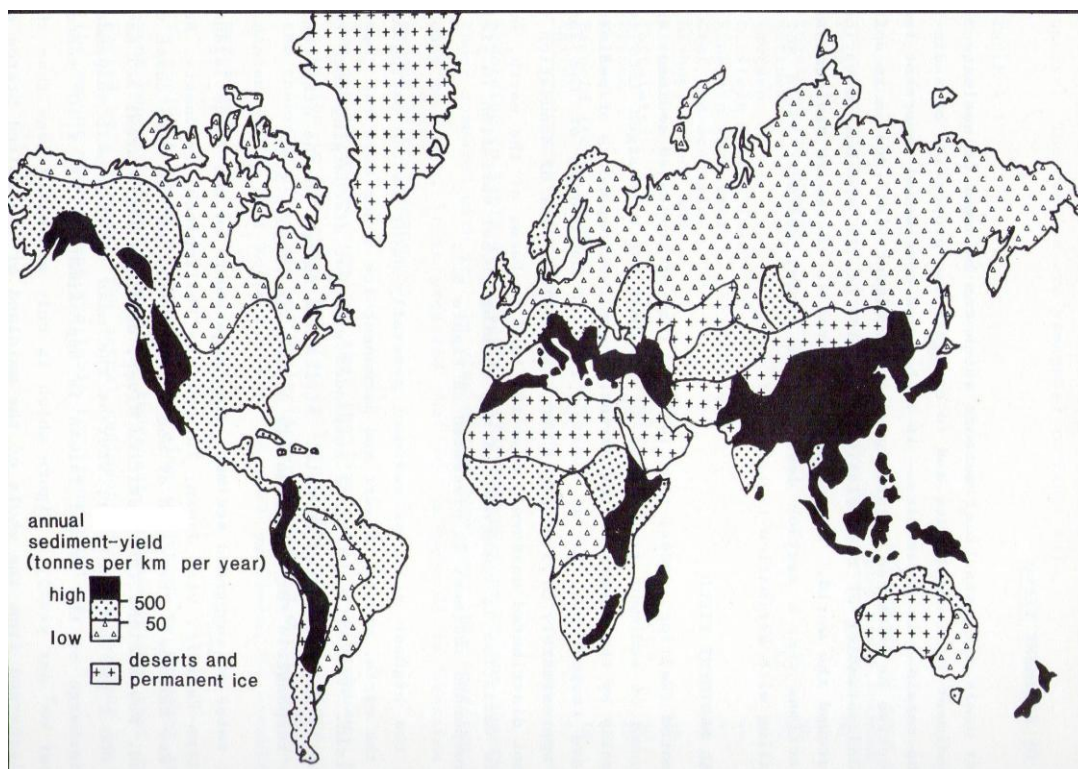 annual
sediment-yield
(tonnes per km per year)
high
500
50
low
deserts and
permanent ice